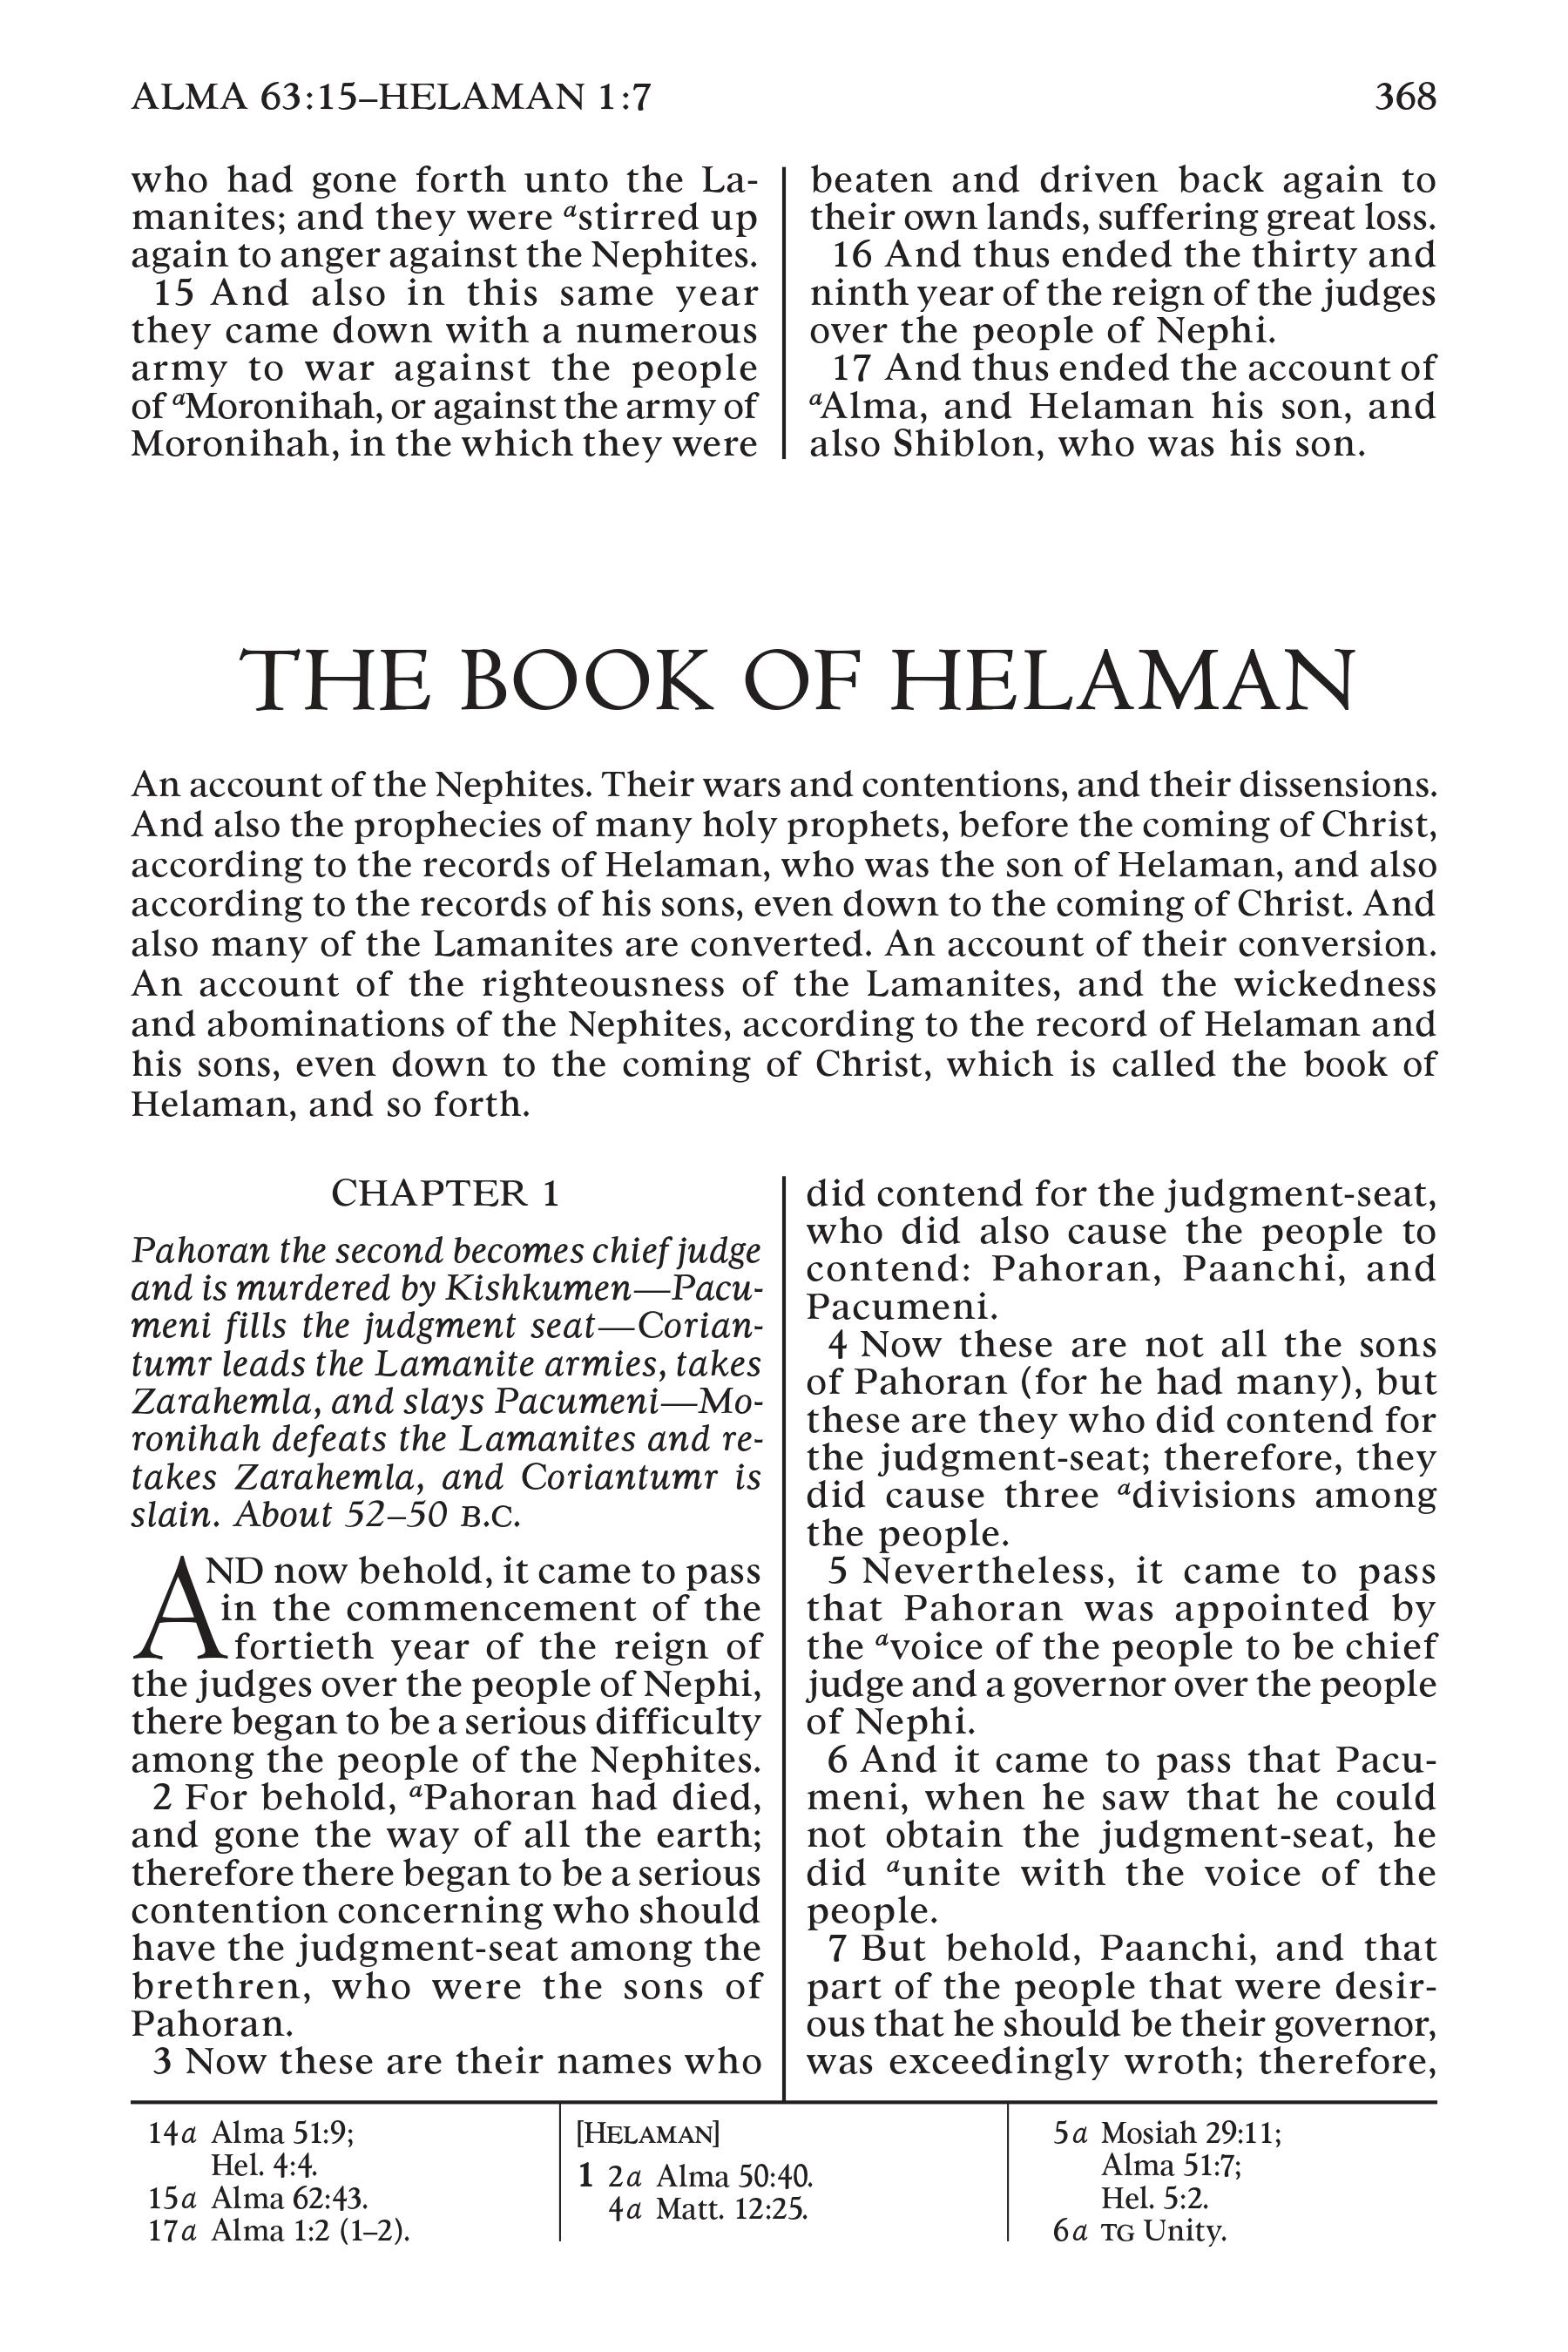 ALMA 63:15–HELAMAN 1:7 368
who had gone forth unto the La-
manites; and they were astirred up
again to anger against the Nephites.
15 And also in this same year
they came down with a numerous
army to war against the people
of aMoronihah, or against the army of
Moronihah, in the which they were
beaten and driven back again to
their own lands, suffering great loss.
16 And thus ended the thirty and
ninth year of the reign of the judges
over the people of Nephi.
17 And thus ended the account of
aAlma, and Helaman his son, and
also Shiblon, who was his son.
THE BOOK OF HELAMAN
An account of the Nephites. Their wars and contentions, and their dissensions.
And also the prophecies of many holy prophets, before the coming of Christ,
according to the records of Helaman, who was the son of Helaman, and also
according to the records of his sons, even down to the coming of Christ. And
also many of the Lamanites are converted. An account of their conversion.
An account of the righteousness of the Lamanites, and the wickedness
and abominations of the Nephites, according to the record of Helaman and
his sons, even down to the coming of Christ, which is called the book of
Helaman, and so forth.
CHAPTER 1
Pahoran the second becomes chief judge
and is murdered by Kishkumen—Pacu-
meni fills the judgment seat—Corian-
tumr leads the Lamanite armies, takes
Zarahemla, and slays Pacumeni—Mo-
ronihah defeats the Lamanites and re-
takes Zarahemla, and Coriantumr is
slain. About 52–50 B.C.
AND now behold, it came to pass
in the commencement of the
fortieth year of the reign of
the judges over the people of Nephi,
there began to be a serious difficulty
among the people of the Nephites.
2 For behold, aPahoran had died,
and gone the way of all the earth;
therefore there began to be a serious
contention concerning who should
have the judgment-seat among the
brethren, who were the sons of
Pahoran.
3 Now these are their names who
did contend for the judgment-seat,
who did also cause the people to
contend: Pahoran, Paanchi, and
Pacumeni.
4 Now these are not all the sons
of Pahoran (for he had many), but
these are they who did contend for
the judgment-seat; therefore, they
did cause three adivisions among
the people.
5 Nevertheless, it came to pass
that Pahoran was appointed by
the avoice of the people to be chief
judge and a governor over the people
of Nephi.
6 And it came to pass that Pacu-
meni, when he saw that he could
not obtain the judgment-seat, he
did aunite with the voice of the
people.
7 But behold, Paanchi, and that
part of the people that were desir-
ous that he should be their governor,
was exceedingly wroth; therefore,
14a Alma 51:9;
Hel. 4:4.
15a Alma 62:43.
17a Alma 1:2 (1–2).
[HELAMAN]
1 2a Alma 50:40.
4a Matt. 12:25.
5a Mosiah 29:11;
Alma 51:7;
Hel. 5:2.
6a TG Unity.